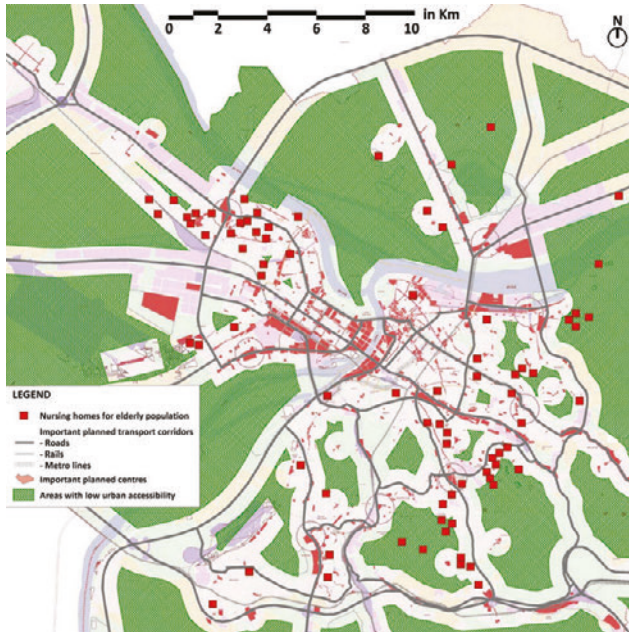 0 2 4 6 8 10 in Km
N
LEGEND
Nursing homes for elderly population
Important planned transport corridors
- Roads
- Rails
- Metro lines
Important planned centres
Areas with low urban accessibility